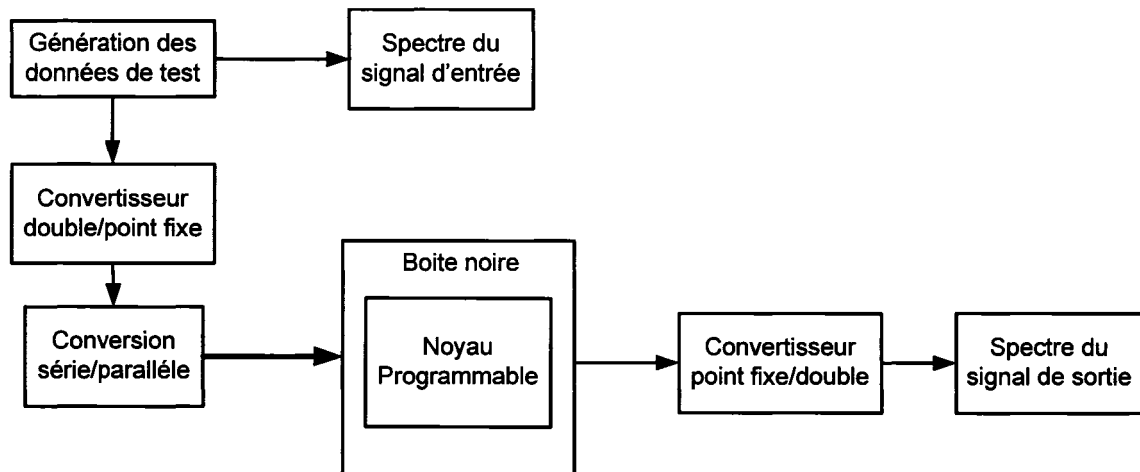 Génération des
données de test
Spectre du
signal d'entrée
Convertisseur
double/point fixe
Boite noire
Conversion
série/paralléle
Noyau
Programmable
Convertisseur
point fixe/double
Spectre du
signal de sortie